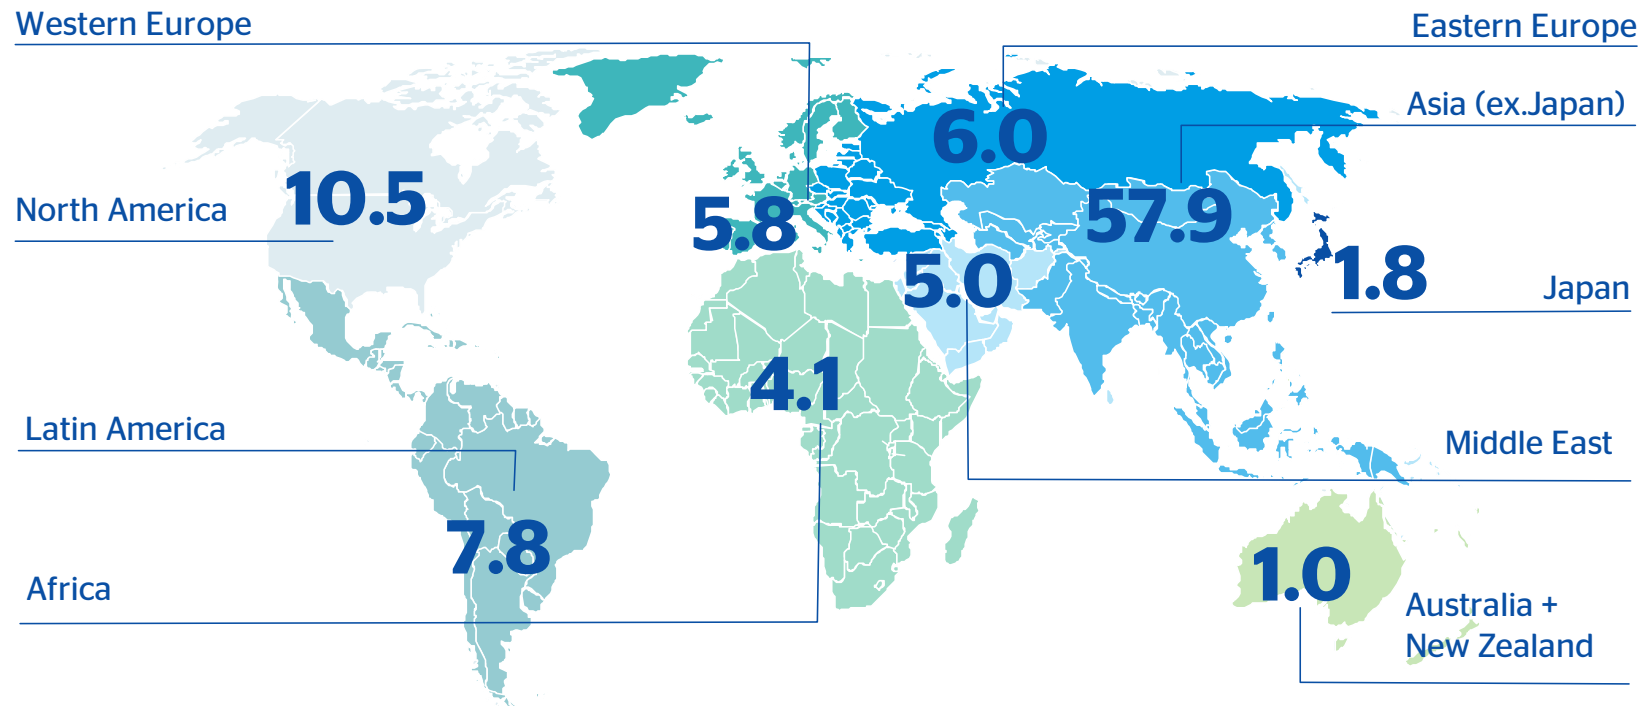 Western Europe
Eastern Europe
Asia (ex.Japan)
6.0
North America
10.5
5.8
57.9
5.0
1.8
Japan
4.1
Latin America
Middle East
7.8
Africa
1.0
Australia +
New Zealand